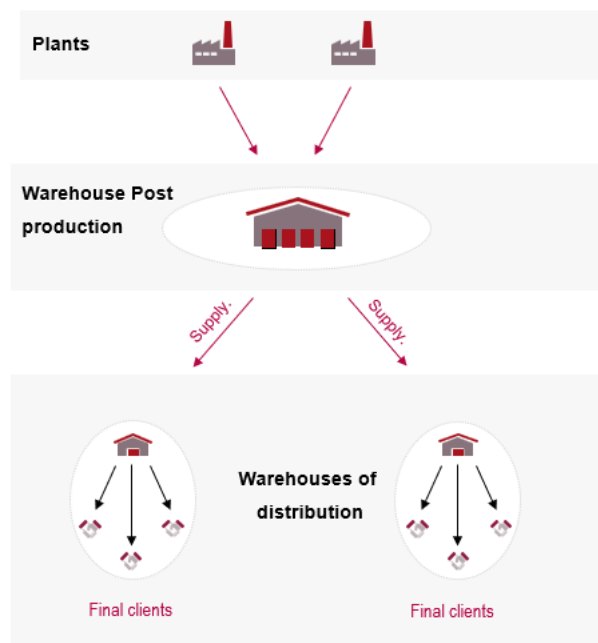 Plants
Warehouse Post
production
Supply.
Supply.
Warehouses of
distribution
Final clients
Final clients